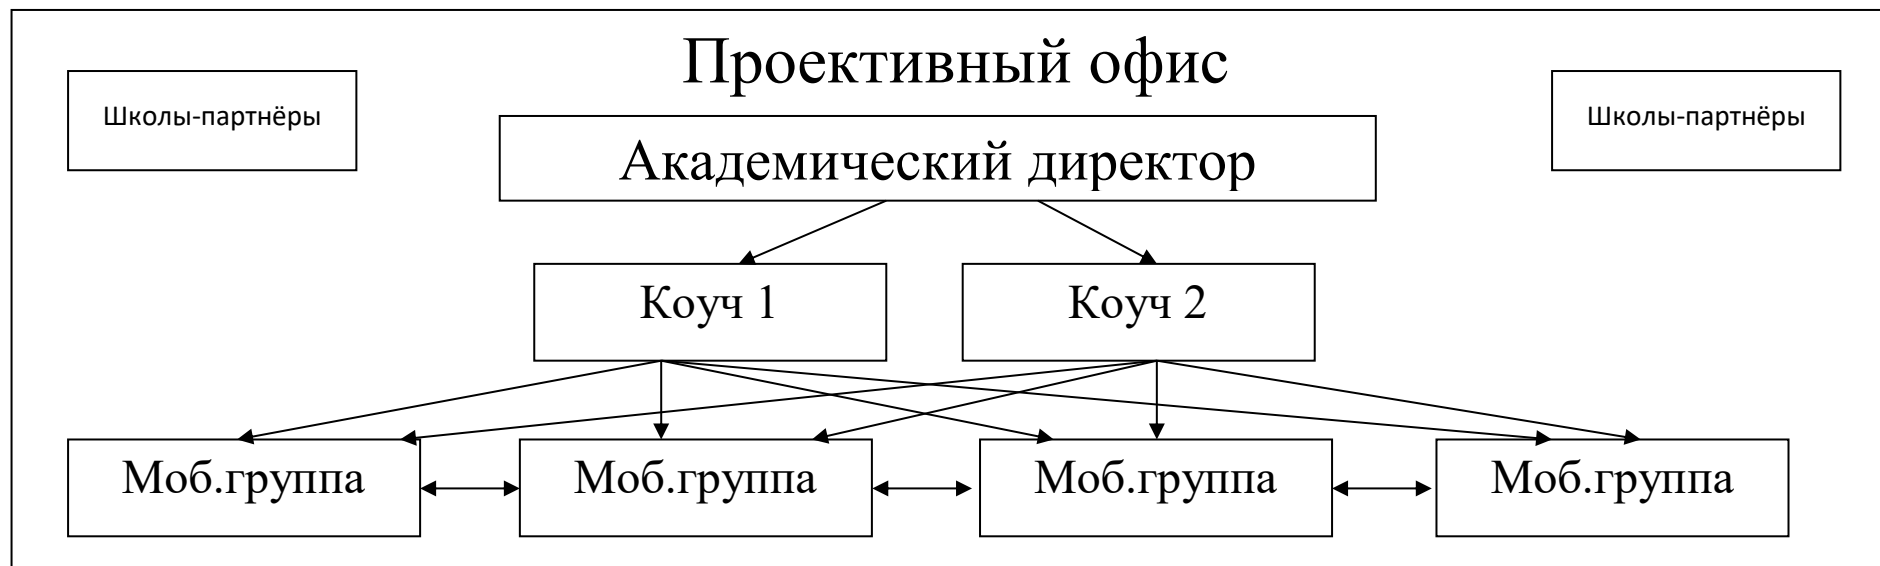 Проективный офис
Школы-партнёры
Школы-партнёры
Академический директор
Коуч 1
Коуч 2
Моб.группа
Моб.группа
Моб.группа
Моб.группа